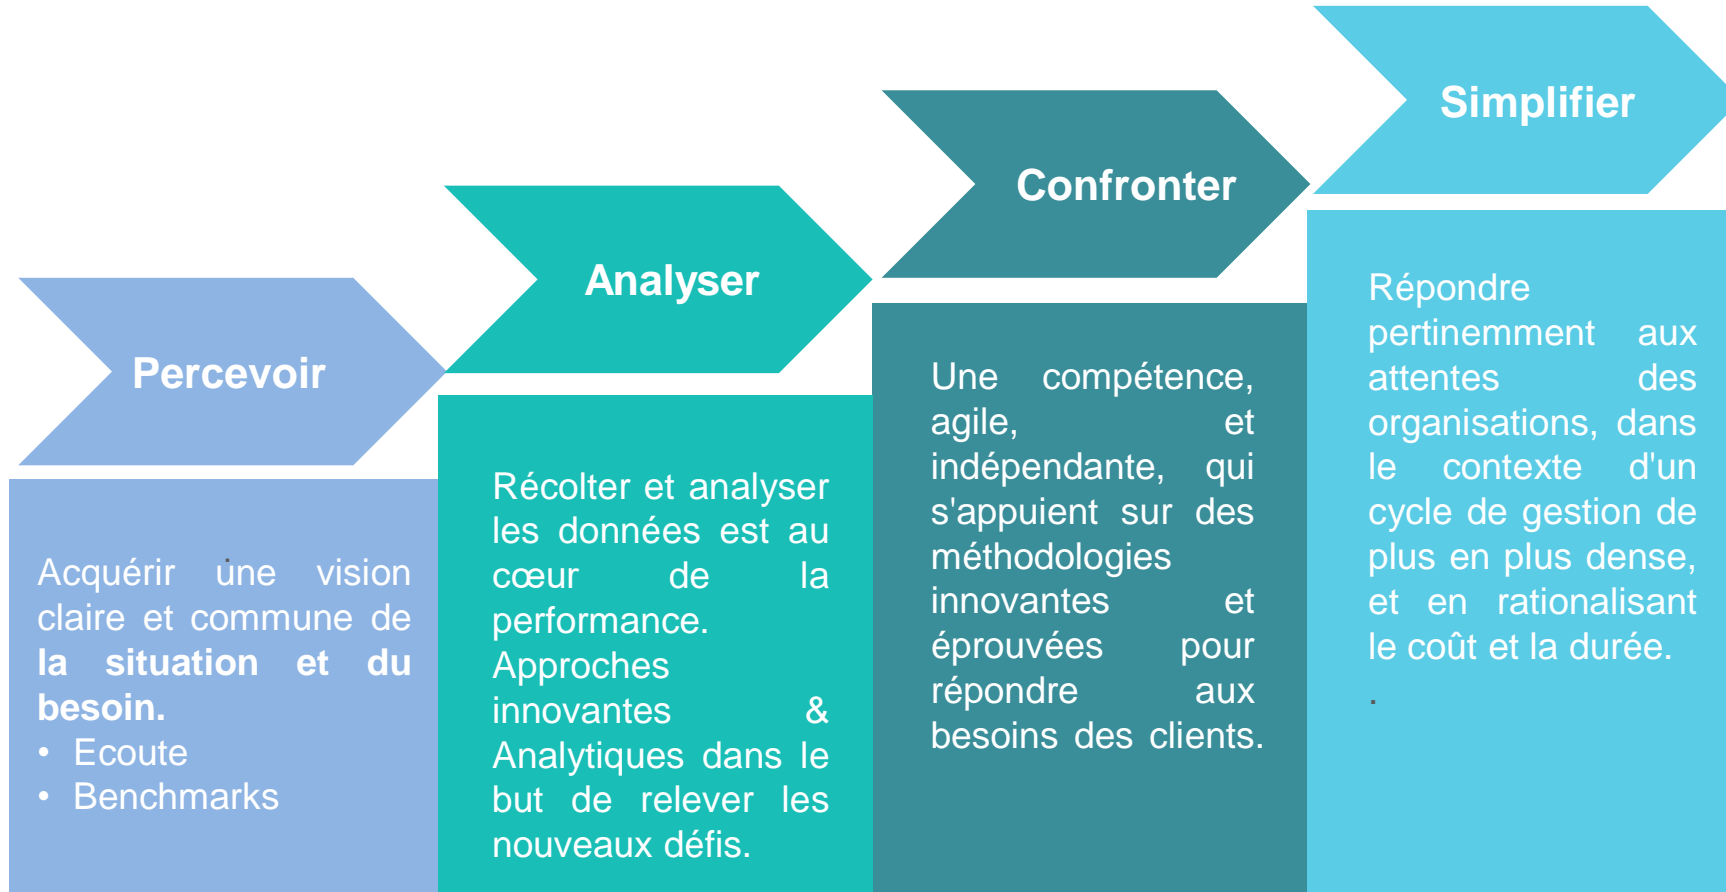 Percevoir
Acquérir une vision
claire et commune de
la situation et du
besoin.
• Ecoute
• Benchmarks
Analyser
Récolter et analyser
les données est au
cœur de la
performance.
Approches
innovantes &
Analytiques dans le
but de relever les
nouveaux défis.
Confronter
Une compétence,
agile, et
indépendante, qui
s'appuient sur des
méthodologies
innovantes et
éprouvées pour
répondre aux
besoins des clients.
Simplifier
Répondre
pertinemment aux
attentes des
organisations, dans
le contexte d'un
cycle de gestion de
plus en plus dense,
et en rationalisant
le coût et la durée.
.